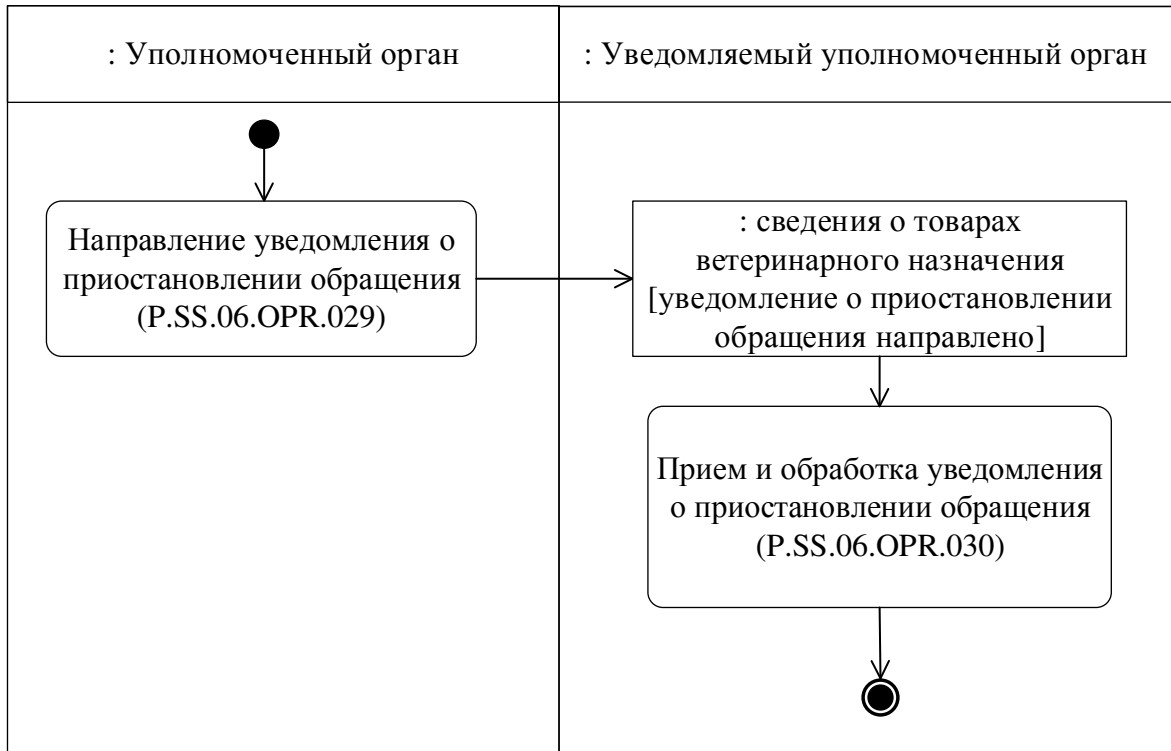 : Уполномоченный орган
: Уведомляемый уполномоченный орган
Направление уведомления о
приостановлении обращения
(P.SS.06.OPR.029)
: сведения о товарах
ветеринарного назначения
[уведомление о приостановлении
обращения направлено]
Прием и обработка уведомления
о приостановлении обращения
(P.SS.06.OPR.030)